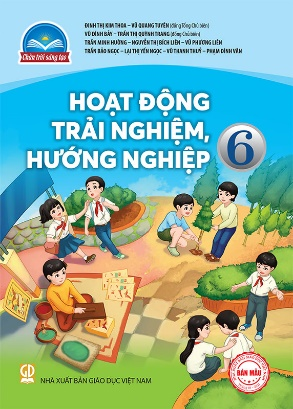 ĐINH THỊ KIM THOA – VŨ QUANG TUYÊN (đồng Tổng Chủ biên)
VŨ ĐÌNH BẢY – TRẦN THỊ QUỲNH TRANG (đồng Chủ biên)
TRẦN MINH HƯỜNG – NGUYỄN THỊ BÍCH LIÊN – VŨ PHƯƠNG LIÊN
TRẦN BẢO NGỌC – LẠI THỊ YẾN NGỌC – VŨ THANH THUỶ – PHẠM ĐÌNH VĂN
Chân trời sáng tạo
HOẠT ĐỘNG
TRẢI NGHIỆM,
HƯỚNG NGHIỆP
6
BẢN MẪU
GD
NHÀ XUẤT BẢN GIÁO DỤC VIỆT NAM